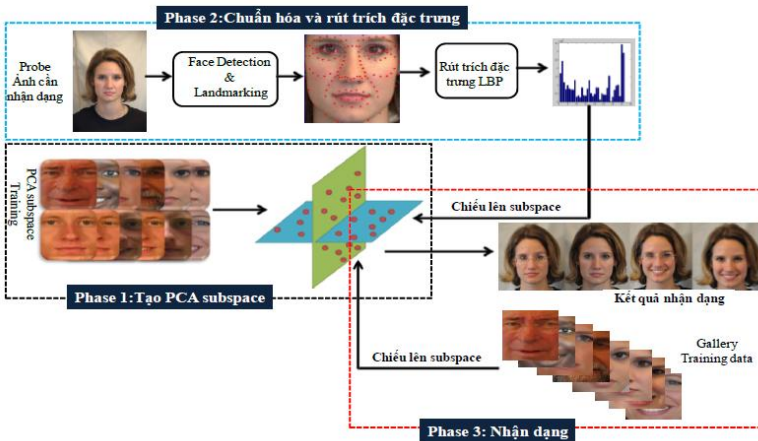 Phase 2:Chuẩn hóa và rút trích đặc trưng
Probe
Ảnh cần
nhận dạng
Face Detection
&
Landmarking
Rút trích đặc
trưng LBP
PCA subspace
Training
Chiếu lên subspace
Phase 1:Tạo PCA subspace
Kết quả nhận dạng
Gallery
Training data
Chiếu lên subspace
Phase 3: Nhận dạng